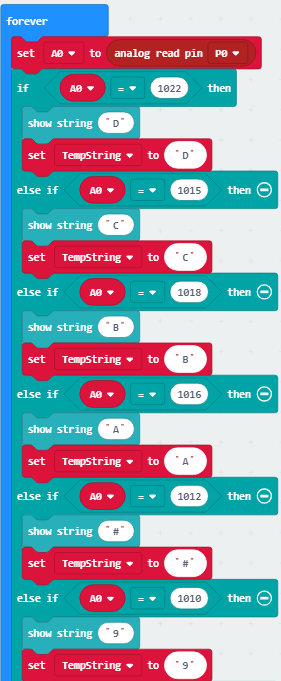 forever
set A0 to analog read pin P0
if A0 = 1022 then
show string "D"
set TempString to "D"
else if A0 = 1015 then
show string "C"
set TempString to "C"
else if A0 = 1018 then
show string "B"
set TempString to "B"
else if A0 = 1016 then
show string "A"
set TempString to "A"
else if A0 = 1012 then
show string "#"
set TempString to "#"
else if A0 = 1010 then
show string "9"
set TempString to "9"